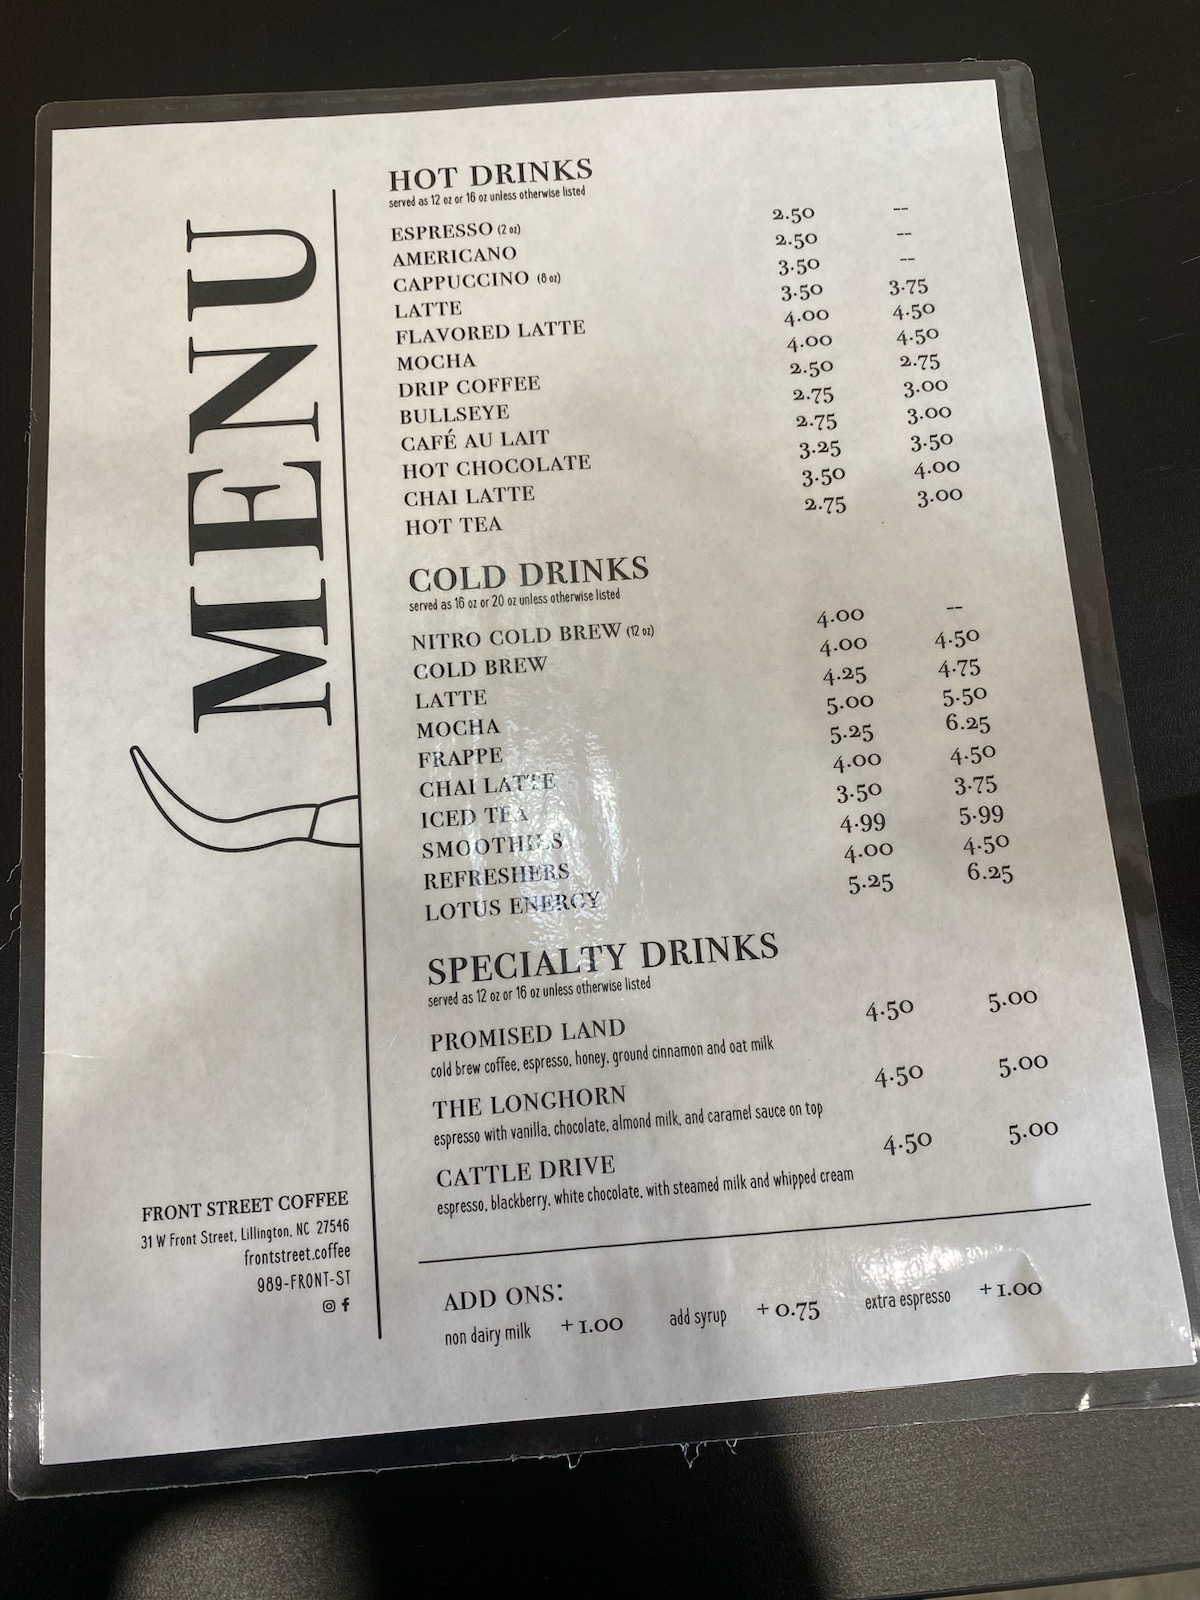 MENU
HOT DRINKS
served as 12 oz or 16 oz unless otherwise listed
ESPRESSO (2 oz) 2.50 --
AMERICANO 2.50 --
CAPPUCCINO (8 oz) 3.50 --
LATTE 3.50 3.75
FLAVORED LATTE 4.00 4.50
MOCHA 4.00 4.50
DRIP COFFEE 2.50 2.75
BULLSEYE 2.75 3.00
CAFÉ AU LAIT 2.75 3.00
HOT CHOCOLATE 3.25 3.50
CHAI LATTE 3.50 4.00
HOT TEA 2.75 3.00
COLD DRINKS
served as 16 oz or 20 oz unless otherwise listed
NITRO COLD BREW (12 oz) 4.00 --
COLD BREW 4.00 4.50
LATTE 4.25 4.75
MOCHA 5.00 5.50
FRAPPE 5.25 6.25
CHAI LATTE 4.00 4.50
ICED TEA 3.50 3.75
SMOOTHIES 4.99 5.99
REFRESHERS 4.00 4.50
LOTUS ENERGY 5.25 6.25
SPECIALTY DRINKS
served as 12 oz or 16 oz unless otherwise listed
PROMISED LAND 4.50 5.00
cold brew coffee, espresso, honey, ground cinnamon and oat milk
THE LONGHORN 4.50 5.00
espresso with vanilla, chocolate, almond milk, and caramel sauce on top
CATTLE DRIVE 4.50 5.00
espresso, blackberry, white chocolate, with steamed milk and whipped cream
ADD ONS:
non dairy milk +1.00 add syrup +0.75 extra espresso +1.00
FRONT STREET COFFEE
31 W Front Street, Lillington, NC 27546
frontstreet.coffee
989-FRONT-ST